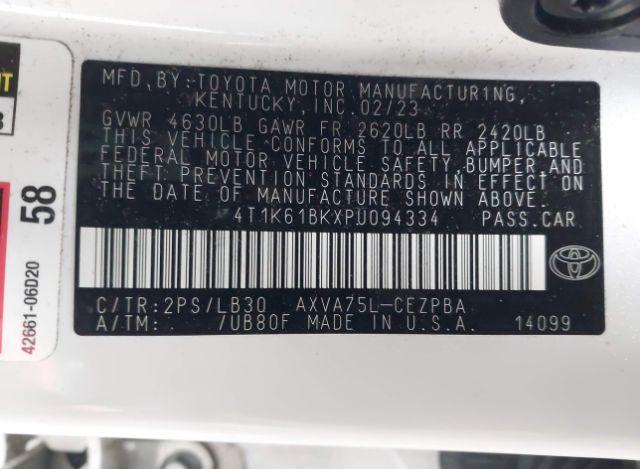 MFD. BY: TOYOTA MOTOR MANUFACTURING,
KENTUCKY, INC 02/23
GVWR 4630LB GAWR FR 2620LB RR 2420LB
THIS VEHICLE CONFORMS TO ALL APPLICABLE
FEDERAL MOTOR VEHICLE SAFETY, BUMPER, AND
THEFT PREVENTION STANDARDS IN EFFECT ON
THE DATE OF MANUFACTURE SHOWN ABOVE.
4T1K61BKXPU094334 PASS.CAR
C/TR:2PS/LB30 AXVA75L-CEZPBA
A/TM: /UB80F MADE IN U.S.A. 14099
58
42661-06D20